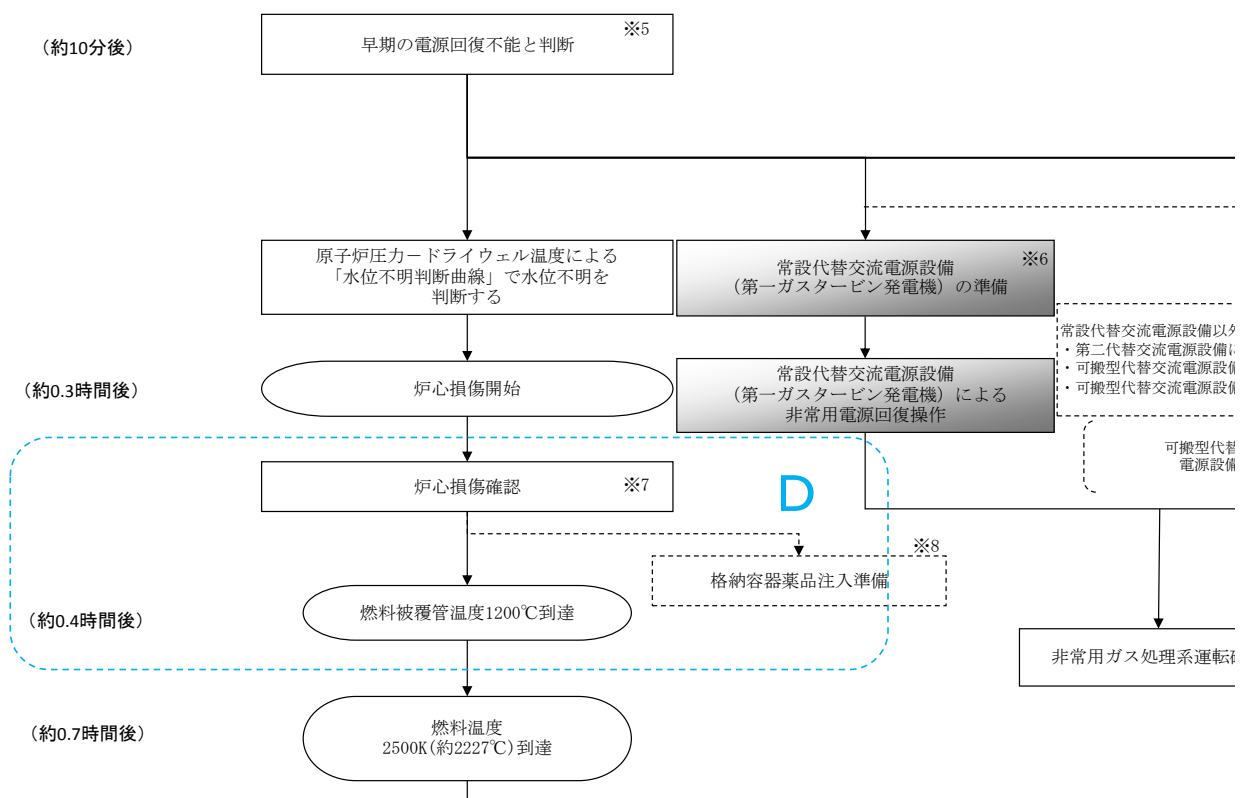 (約10分後)
早期の電源回復不能と判断
※5
原子炉圧力－ドライウェル温度による
「水位不明判断曲線」で水位不明を
判断する
常設代替交流電源設備
(第一ガスタービン発電機)の準備
※6
常設代替交流電源設備以外
・第二代替交流電源設備に
・可搬型代替交流電源設備
・可搬型代替交流電源設備
(約0.3時間後)
炉心損傷開始
常設代替交流電源設備
(第一ガスタービン発電機)による
非常用電源回復操作
可搬型代替
電源設備
炉心損傷確認
※7
D
※8
格納容器薬品注入準備
(約0.4時間後)
燃料被覆管温度1200℃到達
非常用ガス処理系運転確
(約0.7時間後)
燃料温度
2500K(約2227℃)到達